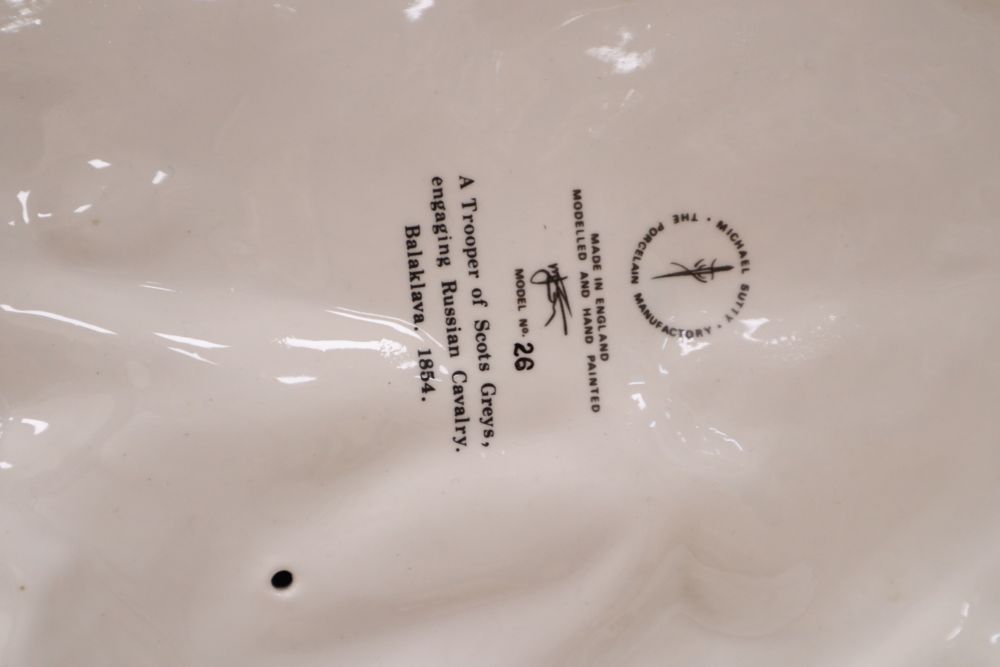 THE · MICHAEL SUTTY ·
PORCELAIN MANUFACTORY
MADE IN ENGLAND
MODELLED AND HAND PAINTED
MODEL No. 26
A Trooper of Scots Greys,
engaging Russian Cavalry.
Balaklava. 1854.